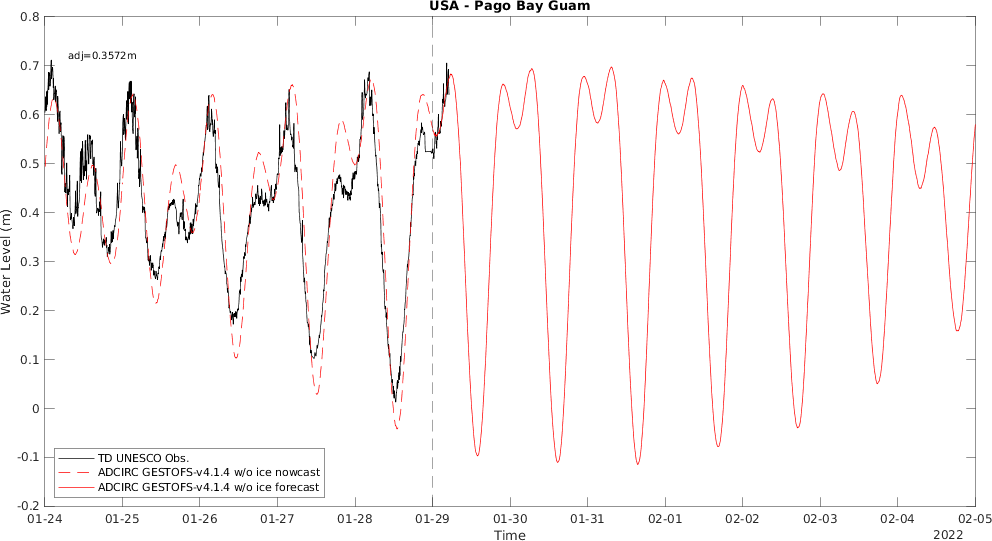 USA - Pago Bay Guam
adj=0.3572m
0.8
0.7
0.6
0.5
0.4
0.3
0.2
0.1
0
-0.1
-0.2
Water Level (m)
TD UNESCO Obs.
ADCIRC GESTOFS-v4.1.4 w/o ice nowcast
ADCIRC GESTOFS-v4.1.4 w/o ice forecast
01-24 01-25 01-26 01-27 01-28 01-29 01-30 01-31 02-01 02-02 02-03 02-04 02-05
Time
2022